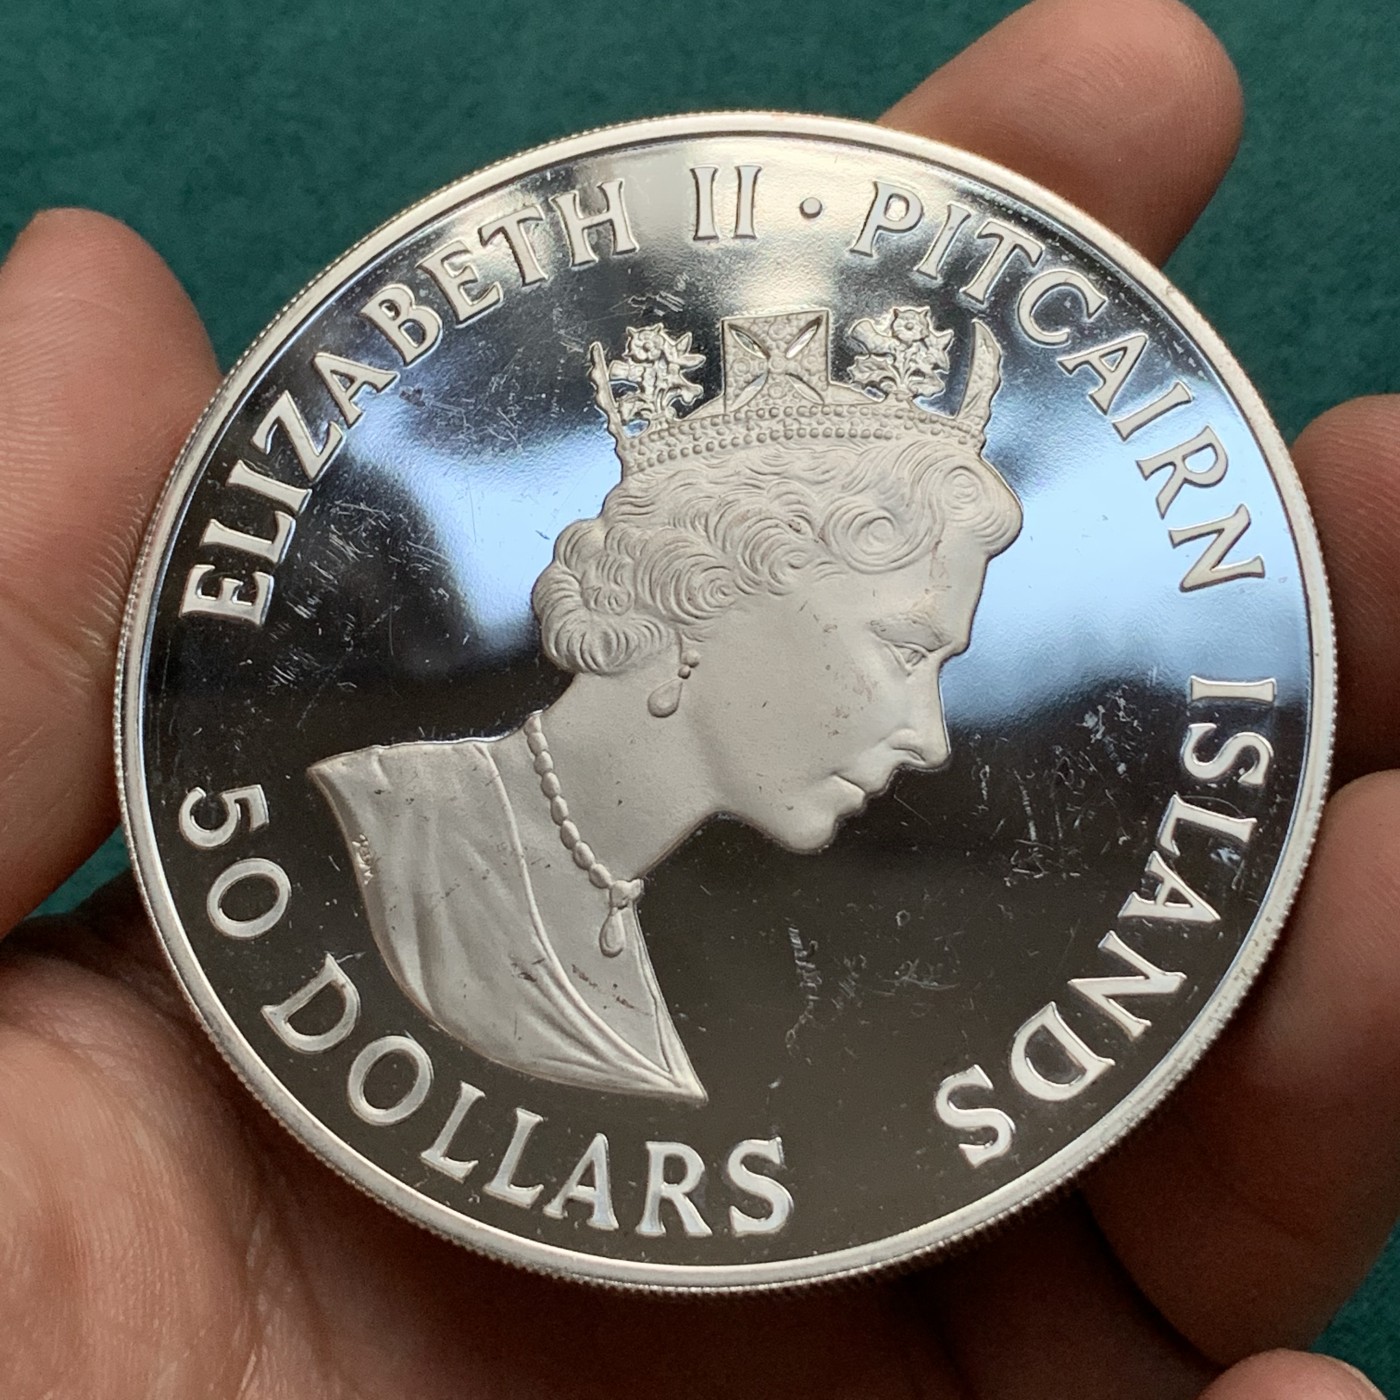 ELIZABETH II · PITCAIRN ISLANDS
50 DOLLARS